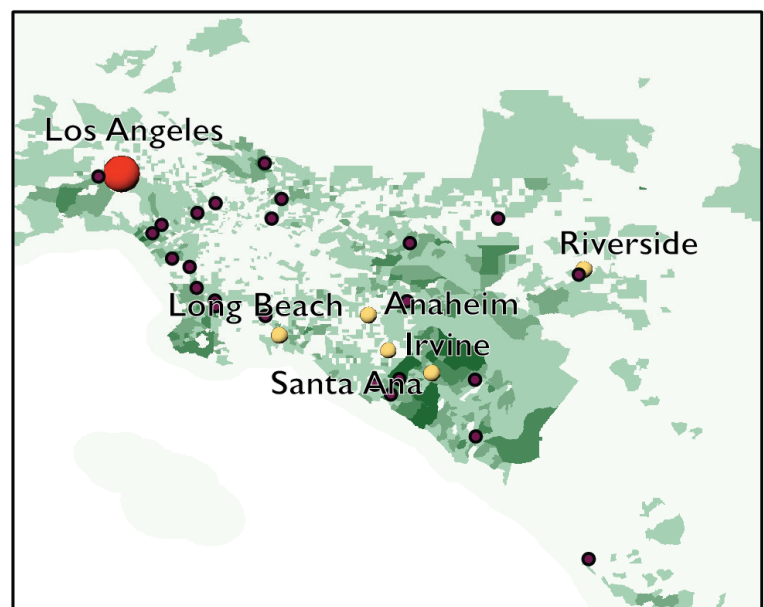 Los Angeles
Riverside
Long Beach
Anaheim
Irvine
Santa Ana